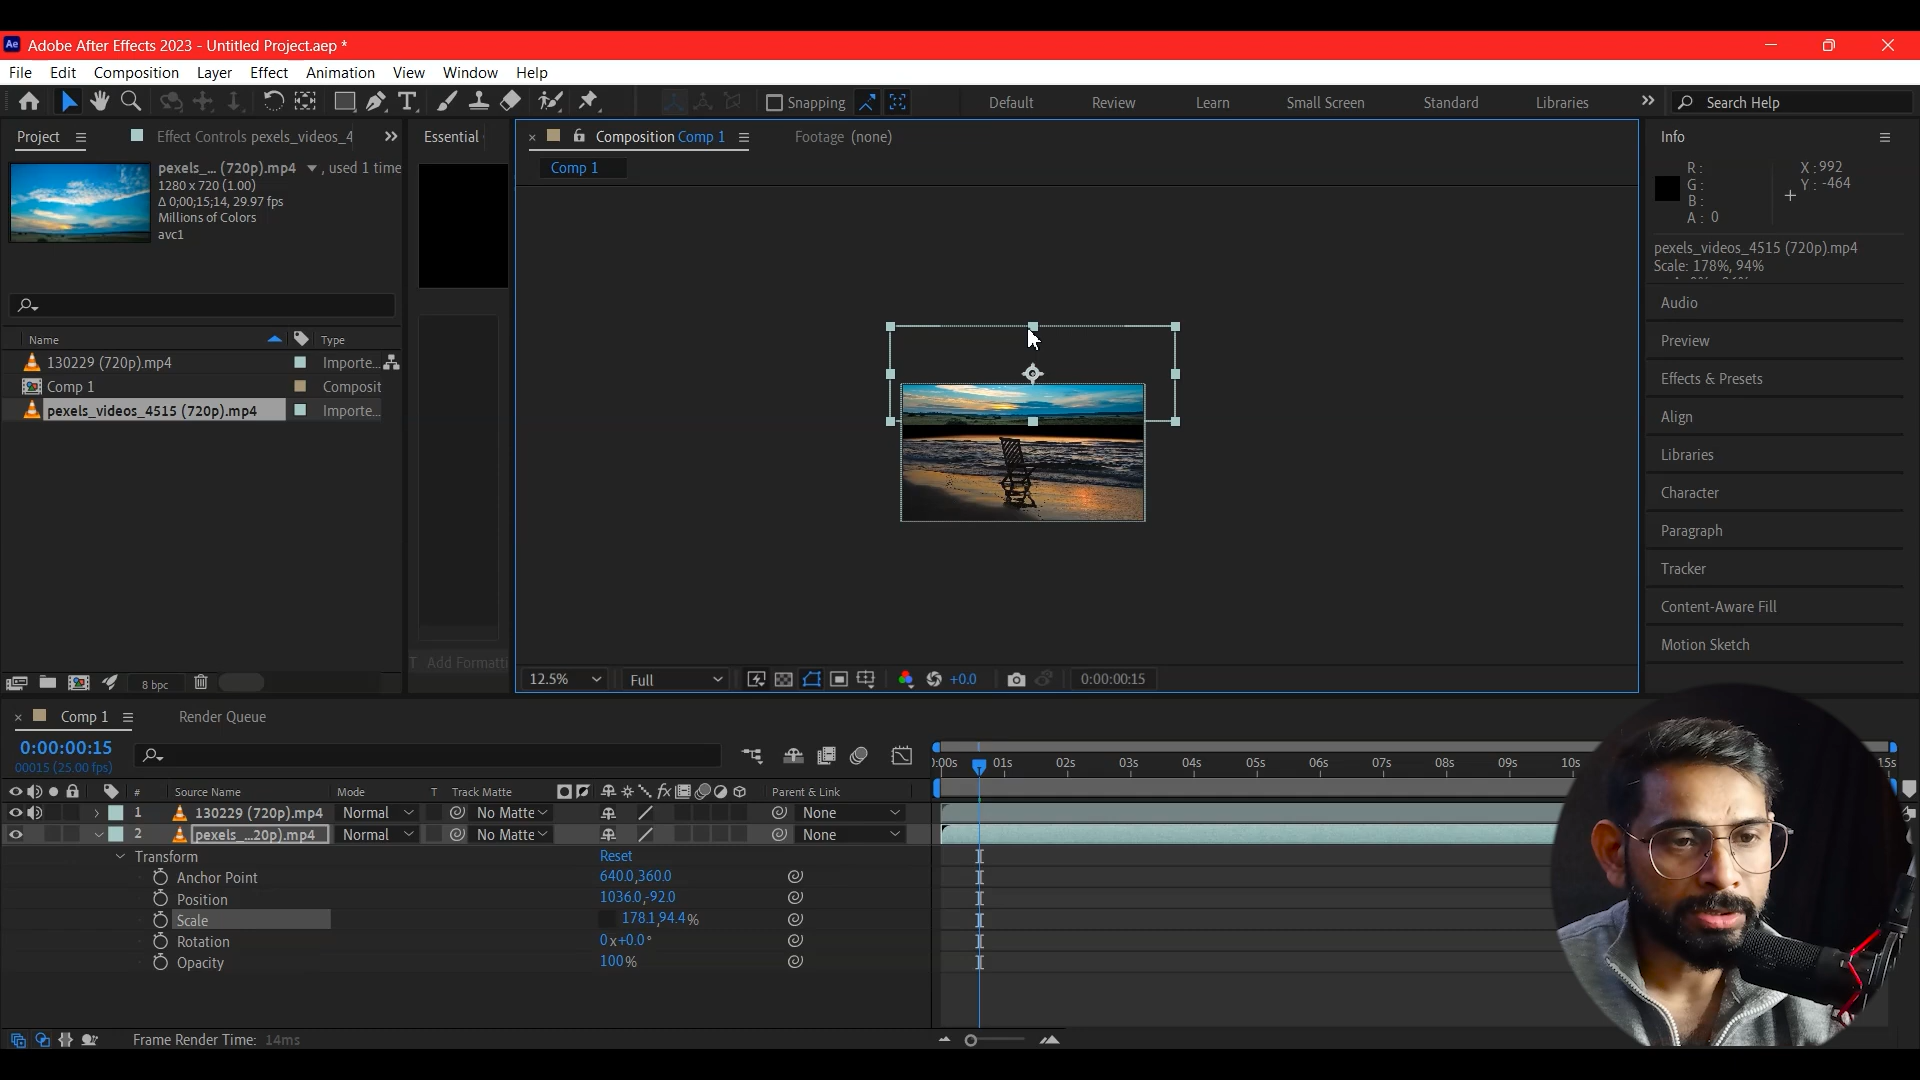 Ae Adobe After Effects 2023 - Untitled Project.aep *
File Edit Composition Layer Effect Animation View Window Help
Snapping Default Review Learn Small Screen Standard Libraries Search Help
Project Effect Controls pexels_videos_4 Essential Composition Comp 1 Footage (none) Info
Comp 1
pexels_... (720p).mp4 , used 1 time
1280 x 720 (1.00)
Δ 0;00;15;14, 29.97 fps
Millions of Colors
avc1
R :
G :
B :
A : 0
X : 992
Y : -464
pexels_videos_4515 (720p).mp4
Scale: 178%, 94%
Name Type
130229 (720p).mp4 Importe...
Comp 1 Composit
pexels_videos_4515 (720p).mp4 Importe...
Audio
Preview
Effects & Presets
Align
Libraries
Character
Paragraph
Tracker
Content-Aware Fill
Motion Sketch
Add Formatti
8 bpc
12.5% Full +0.0 0:00:00:15
Comp 1 Render Queue
0:00:00:15
00015 (25.00 fps)
):00s 01s 02s 03s 04s 05s 06s 07s 08s 09s 10s 15s
# Source Name Mode T Track Matte fx Parent & Link
1 130229 (720p).mp4 Normal No Matte None
2 pexels_...20p).mp4 Normal No Matte None
Transform Reset
Anchor Point 640.0,360.0
Position 1036.0,-92.0
Scale 178.1,94.4%
Rotation 0x+0.0°
Opacity 100%
Frame Render Time: 14ms